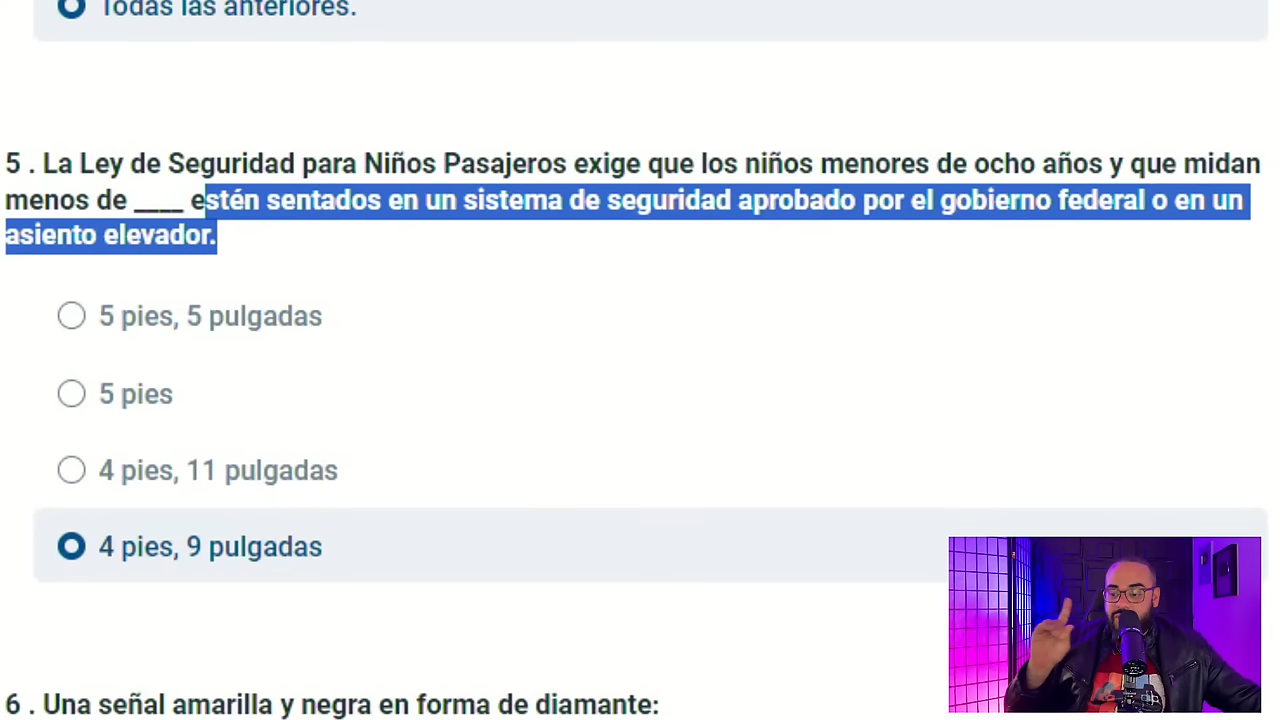 Todas las anteriores.
5 . La Ley de Seguridad para Niños Pasajeros exige que los niños menores de ocho años y que midan
menos de ____ estén sentados en un sistema de seguridad aprobado por el gobierno federal o en un
asiento elevador.
5 pies, 5 pulgadas
5 pies
4 pies, 11 pulgadas
4 pies, 9 pulgadas
6 . Una señal amarilla y negra en forma de diamante: